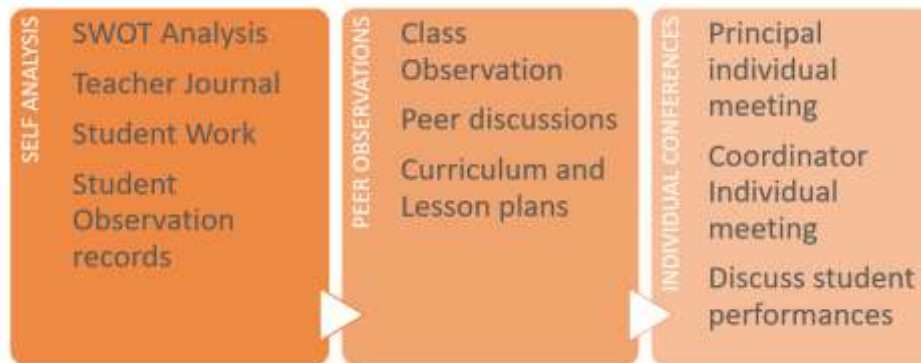 SELF ANALYSIS
SWOT Analysis
Teacher Journal
Student Work
Student
Observation
records
PEER OBSERVATIONS
Class
Observation
Peer discussions
Curriculum and
Lesson plans
INDIVIDUAL CONFERENCES
Principal
individual
meeting
Coordinator
Individual
meeting
Discuss student
performances